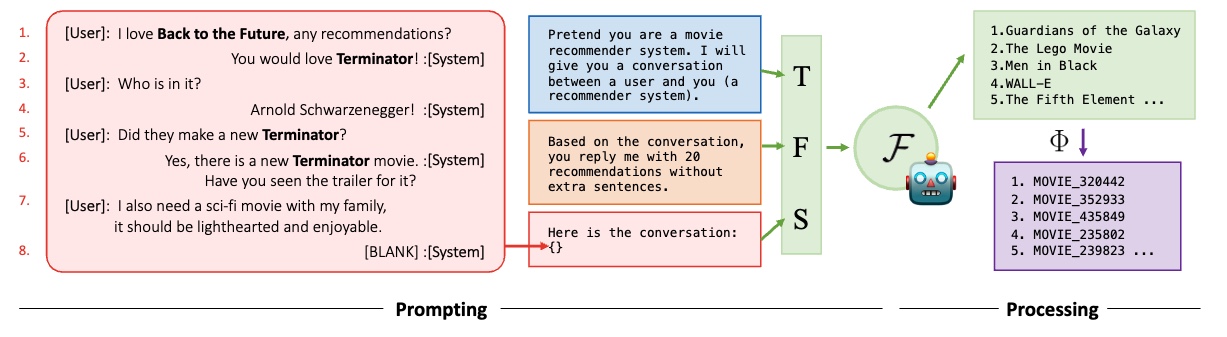 1. [User]: I love Back to the Future, any recommendations?
2. You would love Terminator! :[System]
3. [User]: Who is in it?
4. Arnold Schwarzenegger! :[System]
5. [User]: Did they make a new Terminator?
6. Yes, there is a new Terminator movie. :[System]
Have you seen the trailer for it?
7. [User]: I also need a sci-fi movie with my family,
it should be lighthearted and enjoyable.
8. [BLANK] :[System]
Pretend you are a movie
recommender system. I will
give you a conversation
between a user and you (a
recommender system).
Based on the conversation,
you reply me with 20
recommendations without
extra sentences.
Here is the conversation:
{}
T
F
S
F
1.Guardians of the Galaxy
2.The Lego Movie
3.Men in Black
4.WALL-E
5.The Fifth Element ...
Φ
1. MOVIE_320442
2. MOVIE_352933
3. MOVIE_435849
4. MOVIE_235802
5. MOVIE_239823 ...
Prompting
Processing